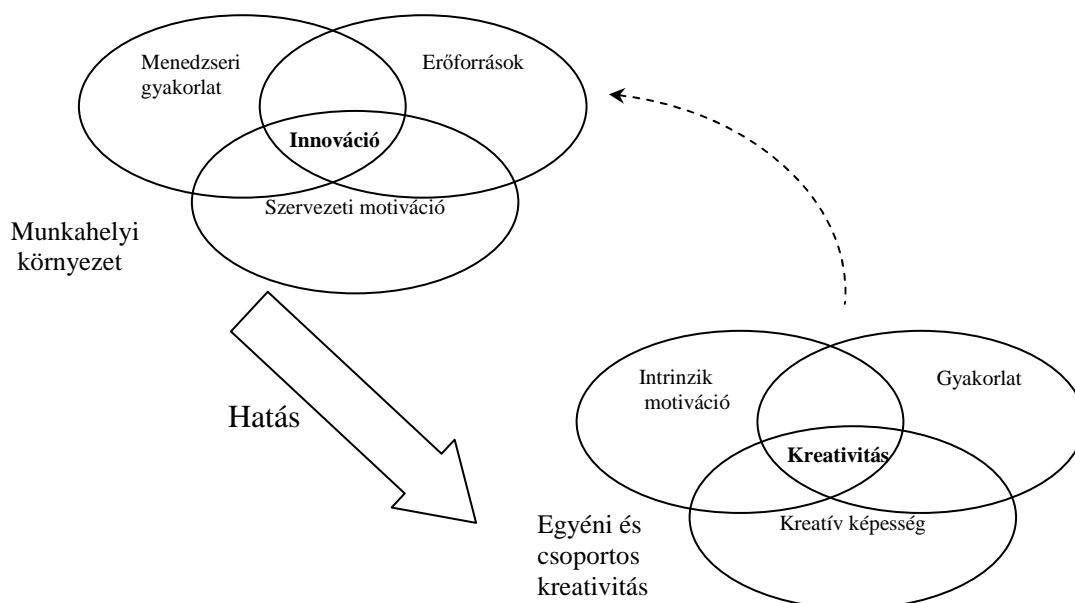 Menedzseri
gyakorlat
Erőforrások
Innováció
Szervezeti motiváció
Munkahelyi
környezet
Hatás
Intrinzik
motiváció
Gyakorlat
Kreativitás
Kreatív képesség
Egyéni és
csoportos
kreativitás